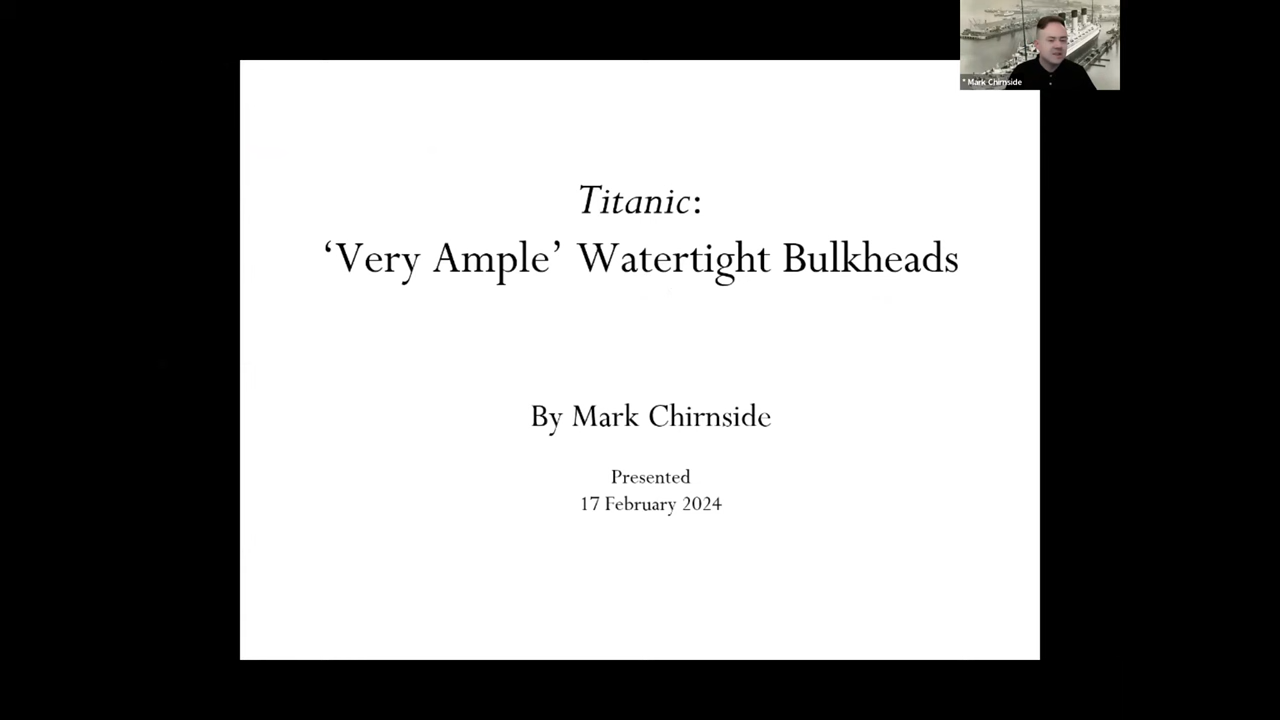 * Mark Chirnside
Titanic:
‘Very Ample’ Watertight Bulkheads
By Mark Chirnside
Presented
17 February 2024